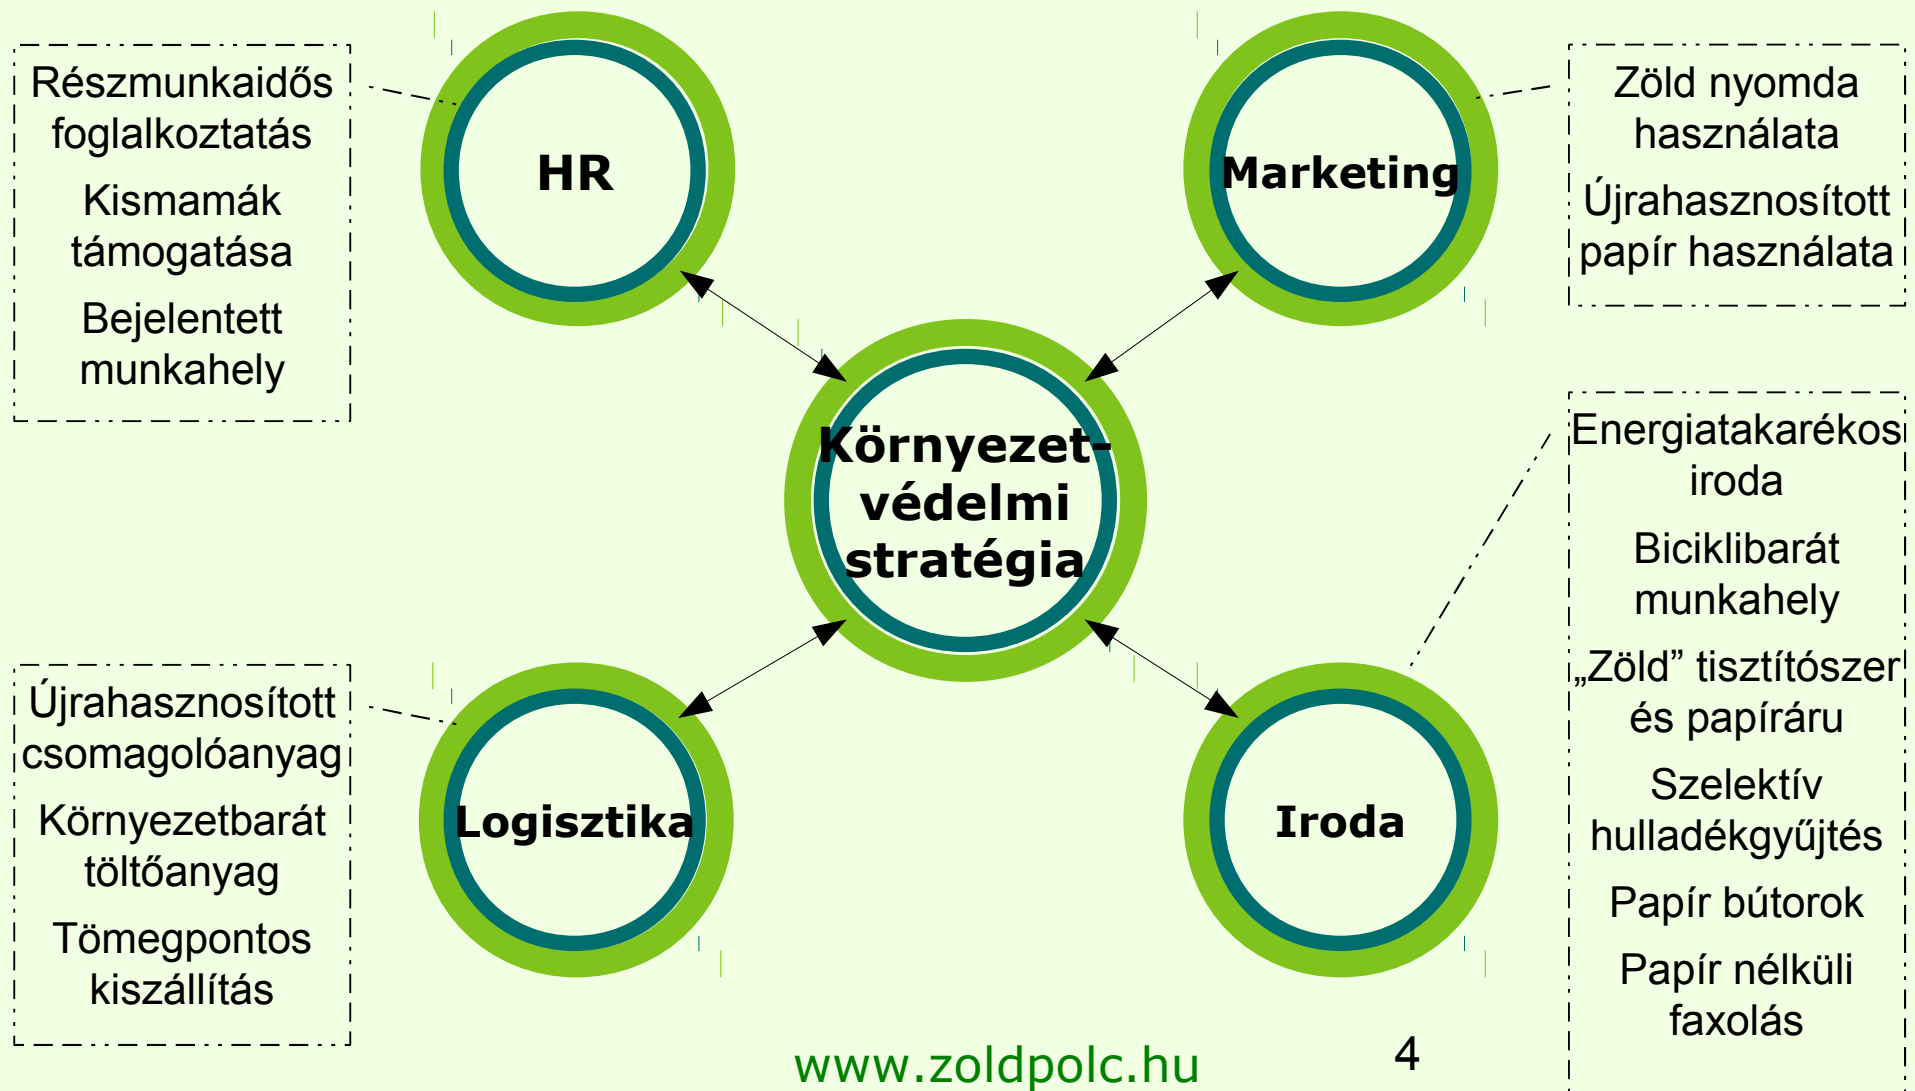 Részmunkaidős
foglalkoztatás
Kismamák
támogatása
Bejelentett
munkahely
HR
Marketing
Zöld nyomda
használata
Újrahasznosított
papír használata
Környezet-
védelmi
stratégia
Újrahasznosított
csomagolóanyag
Környezetbarát
töltőanyag
Tömegpontos
kiszállítás
Logisztika
Iroda
Energiatakarékos
iroda
Biciklibarát
munkahely
„Zöld” tisztítószer
és papíráru
Szelektív
hulladékgyűjtés
Papír bútorok
Papír nélküli
faxolás
www.zoldpolc.hu
4